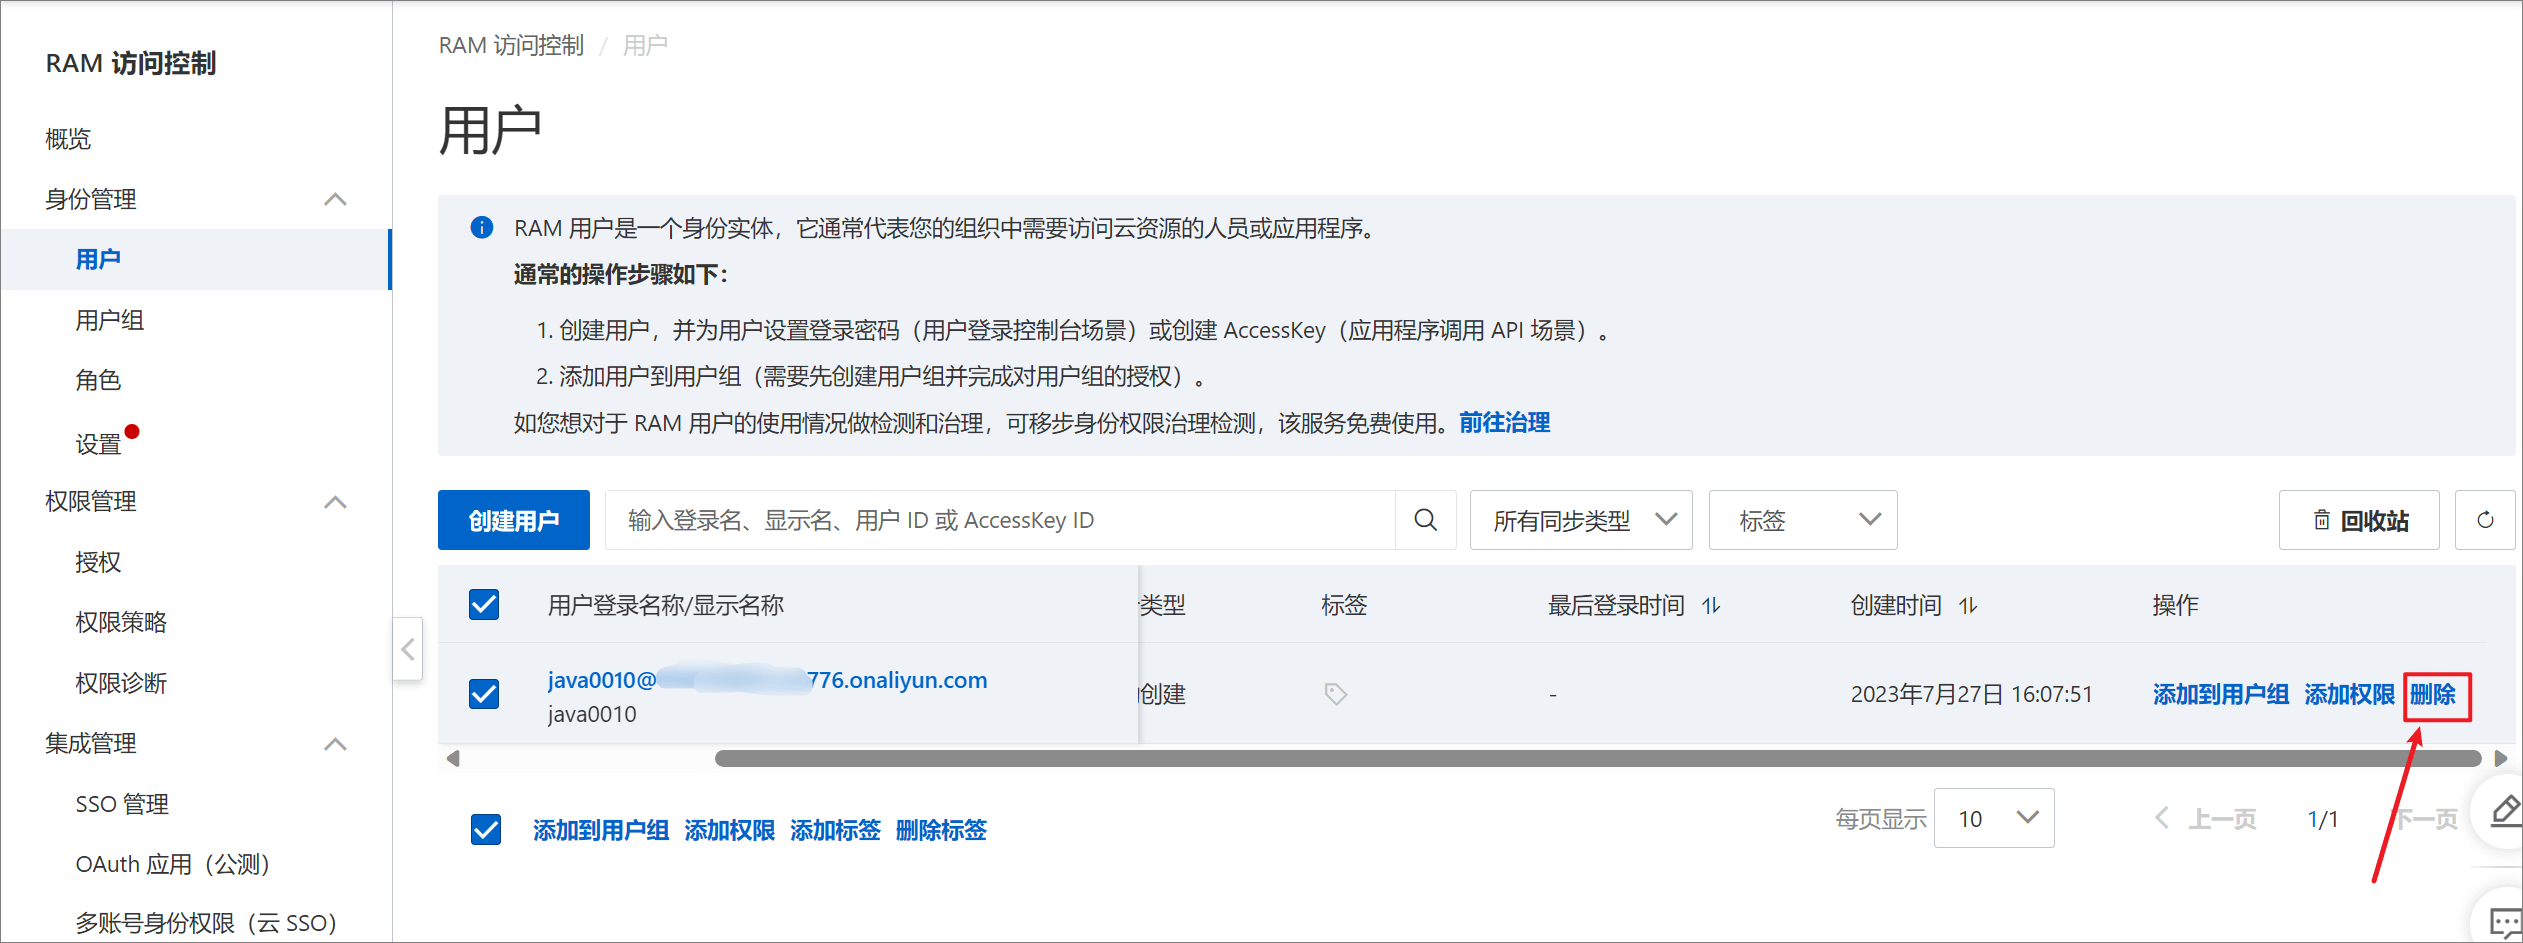 RAM 访问控制
概览
身份管理
用户
用户组
角色
设置
权限管理
授权
权限策略
权限诊断
集成管理
SSO 管理
OAuth 应用（公测）
多账号身份权限（云 SSO）
RAM 访问控制 / 用户
用户
RAM 用户是一个身份实体，它通常代表您的组织中需要访问云资源的人员或应用程序。
通常的操作步骤如下：
1. 创建用户，并为用户设置登录密码（用户登录控制台场景）或创建 AccessKey（应用程序调用 API 场景）。
2. 添加用户到用户组（需要先创建用户组并完成对用户组的授权）。
如您想对于 RAM 用户的使用情况做检测和治理，可移步身份权限治理检测，该服务免费使用。前往治理
创建用户 输入登录名、显示名、用户 ID 或 AccessKey ID 所有同步类型 标签 回收站
用户登录名称/显示名称 类型 标签 最后登录时间 创建时间 操作
java0010@ 776.onaliyun.com
java0010
创建 - 2023年7月27日 16:07:51 添加到用户组 添加权限 删除
添加到用户组 添加权限 添加标签 删除标签
每页显示 10 上一页 1/1 下一页